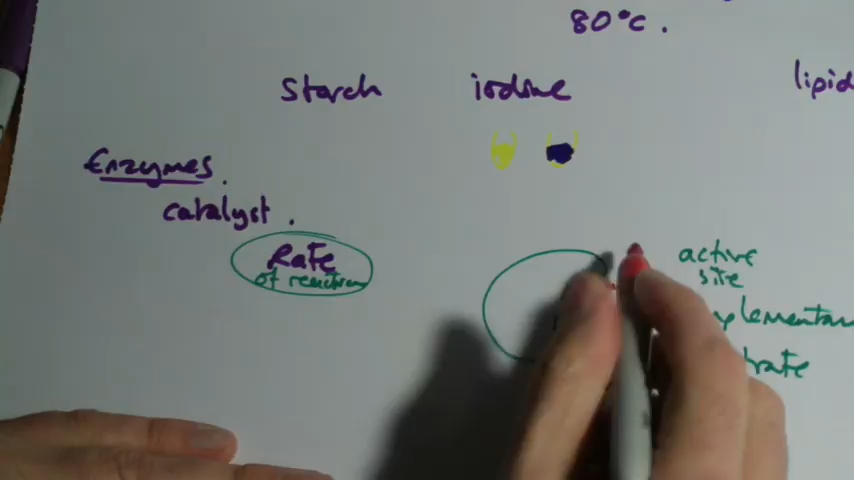 80°C.
starch iodine lipid
Enzymes.
catalyst.
Rate
of reaction
active
site